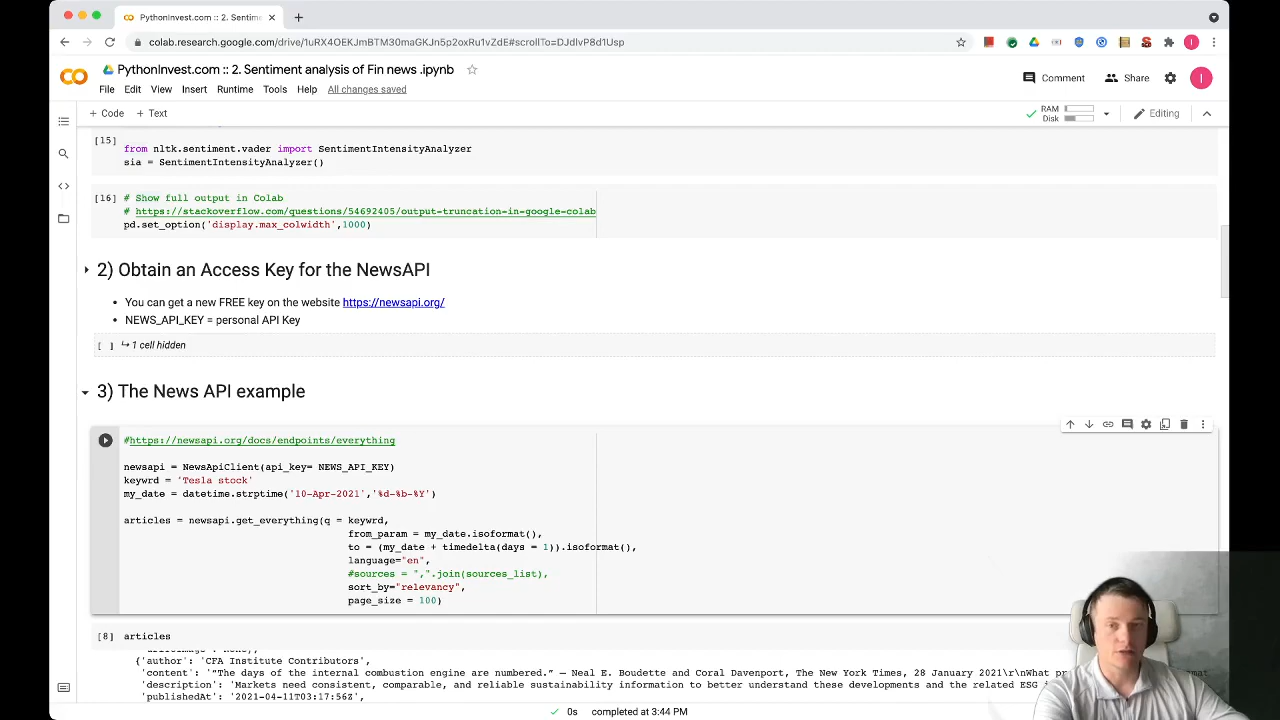 PythonInvest.com :: 2. Sentime
colab.research.google.com/drive/1uRX4OEKJmBTM30maGKJn5p2oxRu1vZdE#scrollTo=DJdlvP8d1Usp
PythonInvest.com :: 2. Sentiment analysis of Fin news .ipynb
Comment
Share
I
File Edit View Insert Runtime Tools Help All changes saved
+ Code + Text
RAM
Disk
Editing
[15]
from nltk.sentiment.vader import SentimentIntensityAnalyzer
sia = SentimentIntensityAnalyzer()
[16] # Show full output in Colab
# https://stackoverflow.com/questions/54692405/output-truncation-in-google-colab
pd.set_option('display.max_colwidth',1000)
2) Obtain an Access Key for the NewsAPI
• You can get a new FREE key on the website https://newsapi.org/
• NEWS_API_KEY = personal API Key
[ ] ↪ 1 cell hidden
3) The News API example
#https://newsapi.org/docs/endpoints/everything
newsapi = NewsApiClient(api_key= NEWS_API_KEY)
keywrd = 'Tesla stock'
my_date = datetime.strptime('10-Apr-2021','%d-%b-%Y')
articles = newsapi.get_everything(q = keywrd,
from_param = my_date.isoformat(),
to = (my_date + timedelta(days = 1)).isoformat(),
language="en",
#sources = ",".join(sources_list),
sort_by="relevancy",
page_size = 100)
[8] articles
{'author': 'CFA Institute Contributors',
'content': '"The days of the internal combustion engine are numbered." — Neal E. Boudette and Coral Davenport, The New York Times, 28 January 2021\r\nWhat pr
'description': 'Markets need consistent, comparable, and reliable sustainability information to better understand these developments and the related ESG
'publishedAt': '2021-04-11T03:17:56Z',
0s completed at 3:44 PM